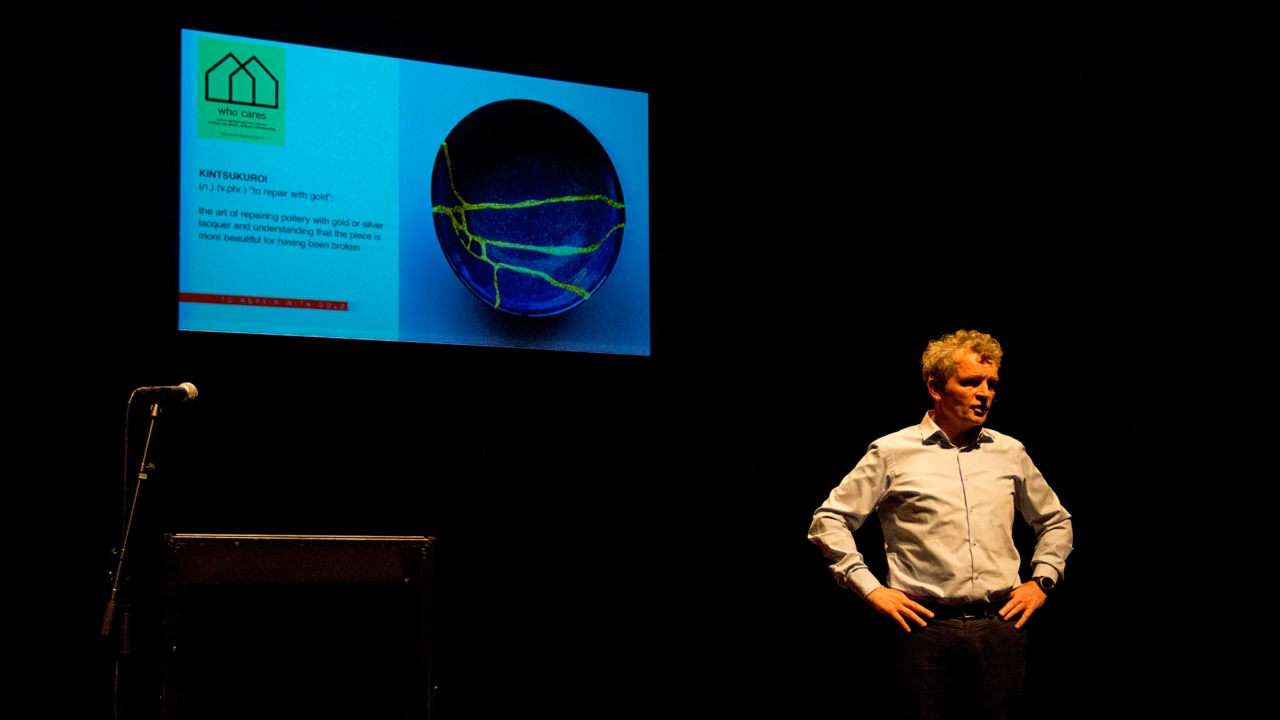 who cares
KINTSUKUROI
(n.) (v.phr.) "to repair with gold";
the art of repairing pottery with gold or silver
lacquer and understanding that the piece is
more beautiful for having been broken
TO REPAIR WITH GOLD